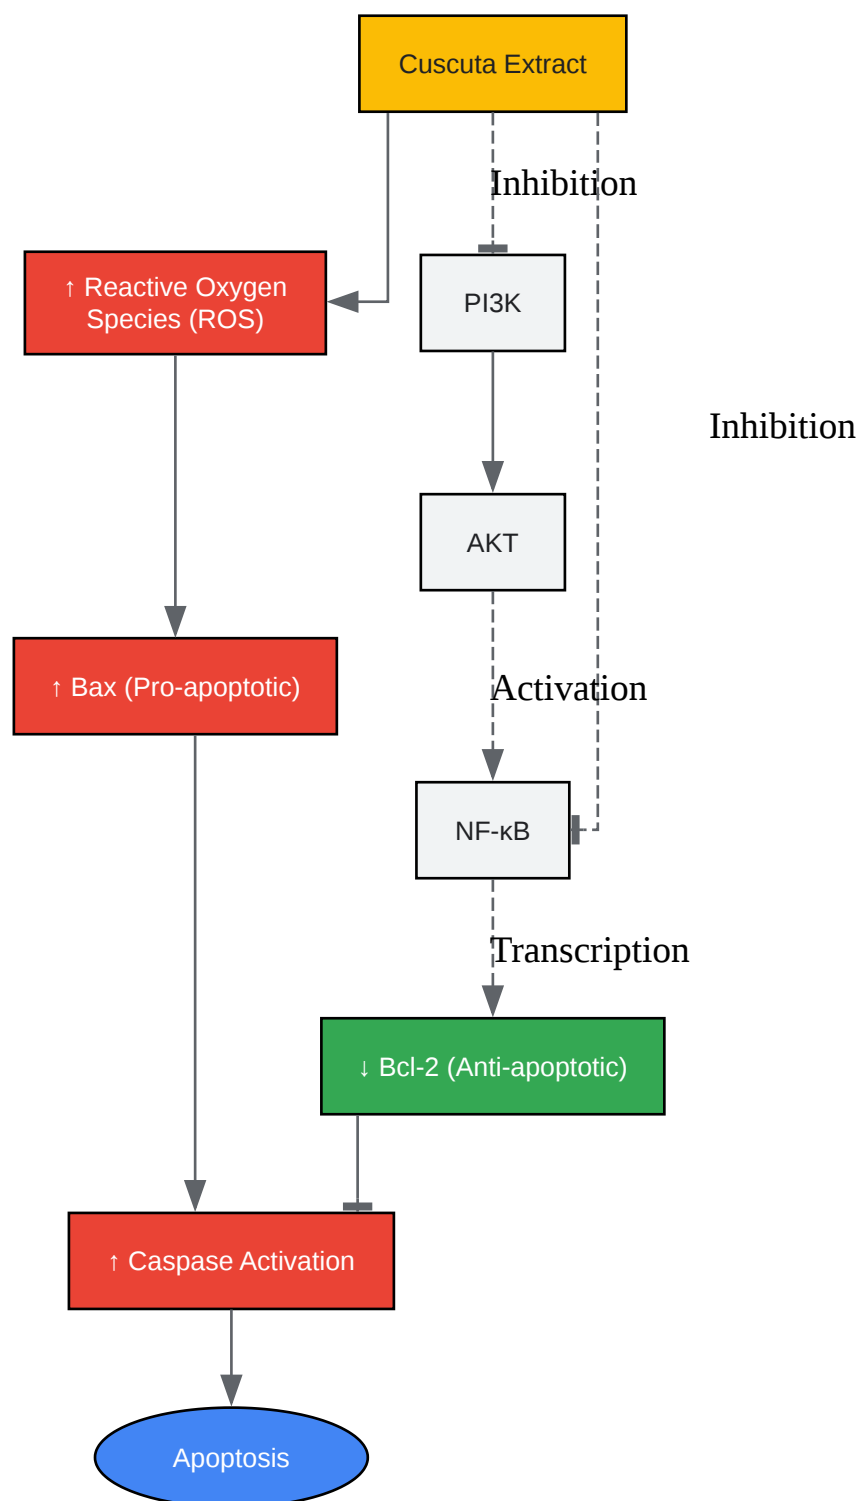 Cuscuta Extract
Inhibition
↑ Reactive Oxygen
Species (ROS)
PI3K
Inhibition
AKT
↑ Bax (Pro-apoptotic)
Activation
NF-κB
Transcription
↓ Bcl-2 (Anti-apoptotic)
↑ Caspase Activation
Apoptosis